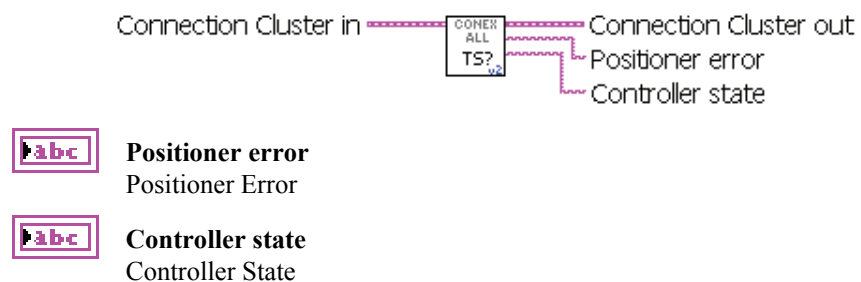 Connection Cluster in
CONEX
ALL
TS?
v2
Connection Cluster out
Positioner error
Controller state
abc
Positioner error
Positioner Error
abc
Controller state
Controller State